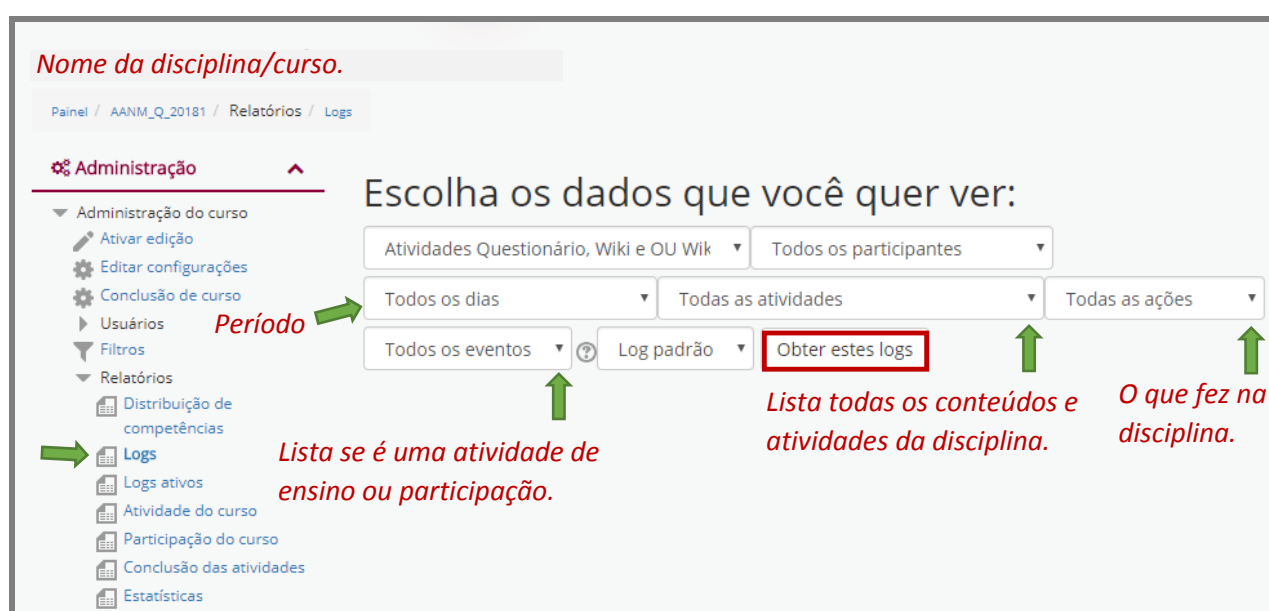 Nome da disciplina/curso.
Painel / AANM_Q_20181 / Relatórios / Logs
Administração
Administração do curso
Ativar edição
Editar configurações
Conclusão de curso
Usuários
Filtros
Relatórios
Distribuição de
competências
Logs
Logs ativos
Atividade do curso
Participação do curso
Conclusão das atividades
Estatísticas
Escolha os dados que você quer ver:
Atividades Questionário, Wiki e OU Wik Todos os participantes
Período
Todos os dias Todas as atividades Todas as ações
Todos os eventos Log padrão Obter estes logs
Lista se é uma atividade de
ensino ou participação.
Lista todas os conteúdos e
atividades da disciplina.
O que fez na
disciplina.